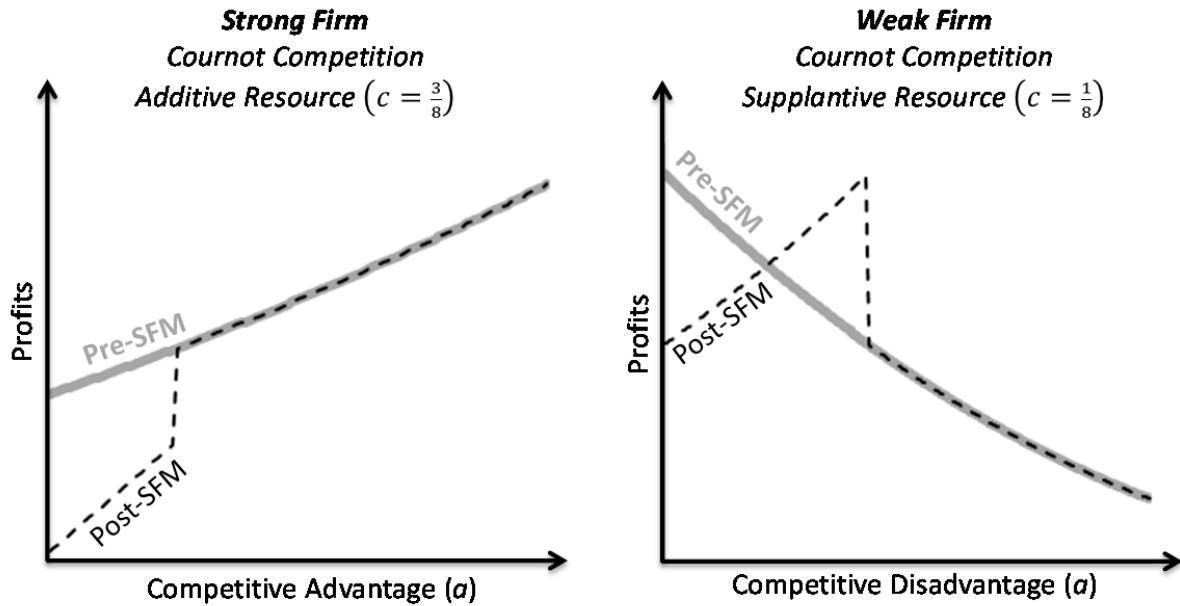 Strong Firm
Cournot Competition
Additive Resource (c = 3/8)
Profits
Pre-SFM
Post-SFM
Competitive Advantage (a)
Weak Firm
Cournot Competition
Supplantive Resource (c = 1/8)
Profits
Pre-SFM
Post-SFM
Competitive Disadvantage (a)